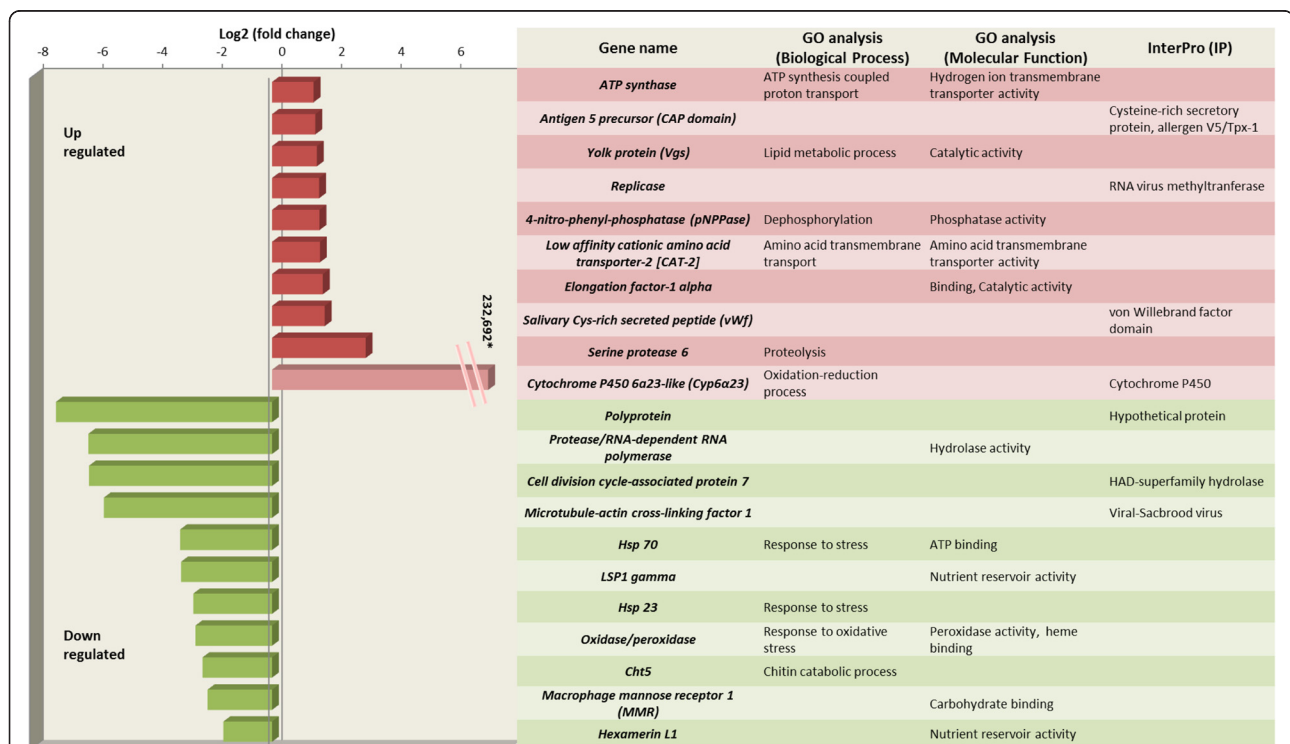 Log2 (fold change)
-8 -6 -4 -2 0 2 4 6
Up
regulated
232,692*
Down
regulated
Gene name
GO analysis
(Biological Process)
GO analysis
(Molecular Function)
InterPro (IP)
ATP synthase
ATP synthesis coupled
proton transport
Hydrogen ion transmembrane
transporter activity
Antigen 5 precursor (CAP domain)
Cysteine-rich secretory
protein, allergen V5/Tpx-1
Yolk protein (Vgs)
Lipid metabolic process
Catalytic activity
Replicase
RNA virus methyltranferase
4-nitro-phenyl-phosphatase (pNPPase)
Dephosphorylation
Phosphatase activity
Low affinity cationic amino acid
transporter-2 [CAT-2]
Amino acid transmembrane
transport
Amino acid transmembrane
transporter activity
Elongation factor-1 alpha
Binding, Catalytic activity
Salivary Cys-rich secreted peptide (vWf)
von Willebrand factor
domain
Serine protease 6
Proteolysis
Cytochrome P450 6a23-like (Cyp6α23)
Oxidation-reduction
process
Cytochrome P450
Polyprotein
Hypothetical protein
Protease/RNA-dependent RNA
polymerase
Hydrolase activity
Cell division cycle-associated protein 7
HAD-superfamily hydrolase
Microtubule-actin cross-linking factor 1
Viral-Sacbrood virus
Hsp 70
Response to stress
ATP binding
LSP1 gamma
Nutrient reservoir activity
Hsp 23
Response to stress
Oxidase/peroxidase
Response to oxidative
stress
Peroxidase activity, heme
binding
Cht5
Chitin catabolic process
Macrophage mannose receptor 1
(MMR)
Carbohydrate binding
Hexamerin L1
Nutrient reservoir activity